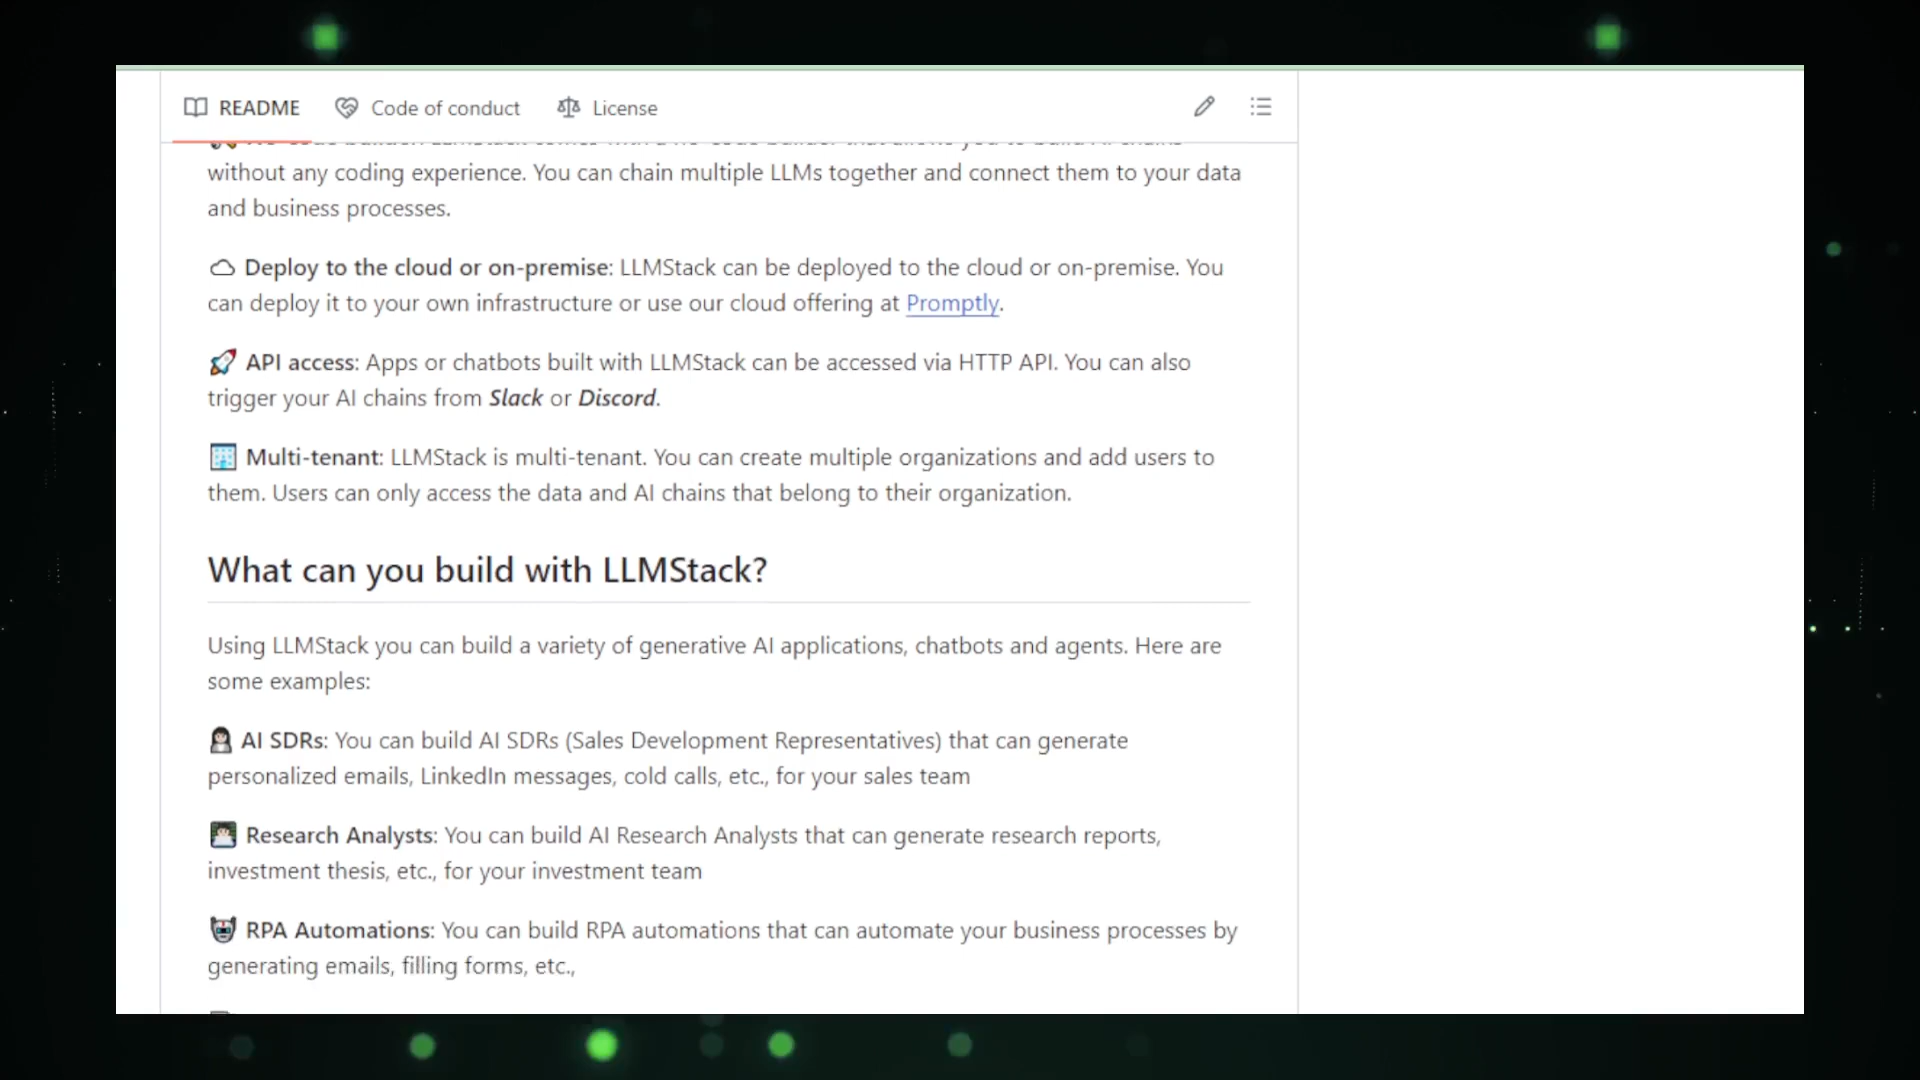 README Code of conduct License
without any coding experience. You can chain multiple LLMs together and connect them to your data
and business processes.
Deploy to the cloud or on-premise: LLMStack can be deployed to the cloud or on-premise. You
can deploy it to your own infrastructure or use our cloud offering at Promptly.
API access: Apps or chatbots built with LLMStack can be accessed via HTTP API. You can also
trigger your AI chains from Slack or Discord.
Multi-tenant: LLMStack is multi-tenant. You can create multiple organizations and add users to
them. Users can only access the data and AI chains that belong to their organization.
What can you build with LLMStack?
Using LLMStack you can build a variety of generative AI applications, chatbots and agents. Here are
some examples:
AI SDRs: You can build AI SDRs (Sales Development Representatives) that can generate
personalized emails, LinkedIn messages, cold calls, etc., for your sales team
Research Analysts: You can build AI Research Analysts that can generate research reports,
investment thesis, etc., for your investment team
RPA Automations: You can build RPA automations that can automate your business processes by
generating emails, filling forms, etc.,